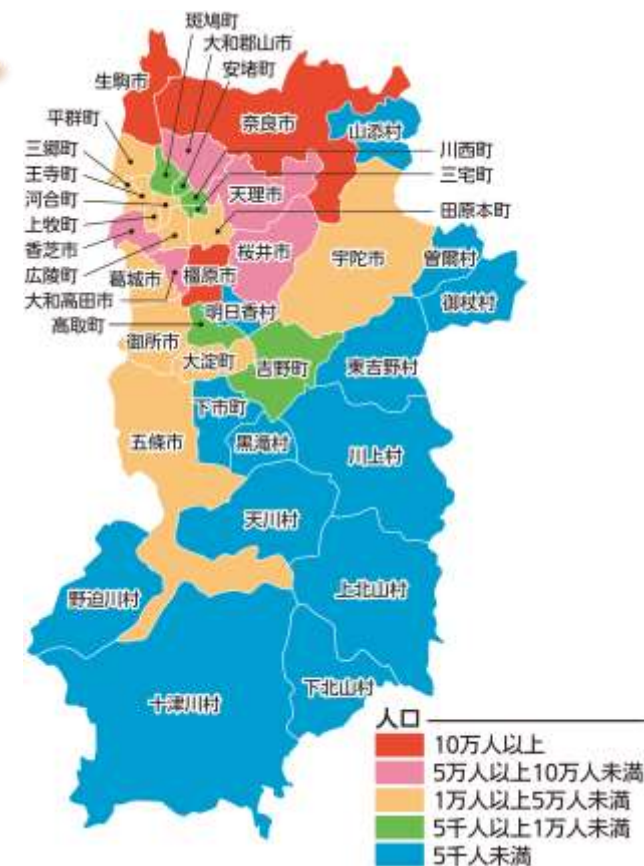 斑鳩町
大和郡山市
安堵町
生駒市
奈良市
山添村
平群町
三郷町
王寺町
河合町
上牧町
香芝市
広陵町
葛城市
大和高田市
高取町
川西町
三宅町
田原本町
天理市
桜井市
宇陀市
曽爾村
御杖村
橿原市
明日香村
御所市
大淀町
吉野町
東吉野村
下市町
五條市
黒滝村
川上村
天川村
野迫川村
上北山村
十津川村
下北山村
人口
10万人以上
5万人以上10万人未満
1万人以上5万人未満
5千人以上1万人未満
5千人未満